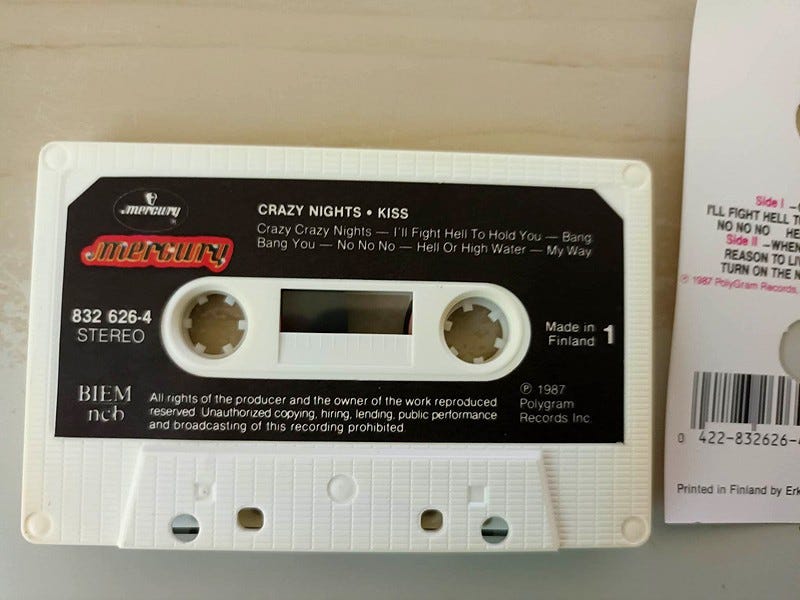 mercury
mercury
CRAZY NIGHTS • KISS
Crazy Crazy Nights — I'll Fight Hell To Hold You — Bang
Bang You — No No No — Hell Or High Water — My Way
832 626-4
STEREO
Made in
Finland
1
BIEM
ncb
All rights of the producer and the owner of the work reproduced
reserved. Unauthorized copying, hiring, lending, public performance
and broadcasting of this recording prohibited
℗ 1987
Polygram
Records Inc.
Side I
I'LL FIGHT HELL
NO NO NO
Side II –WHEN
REASON TO
TURN ON THE
℗ 1987 PolyGram Records,
0 422-832626-
Printed in Finland by